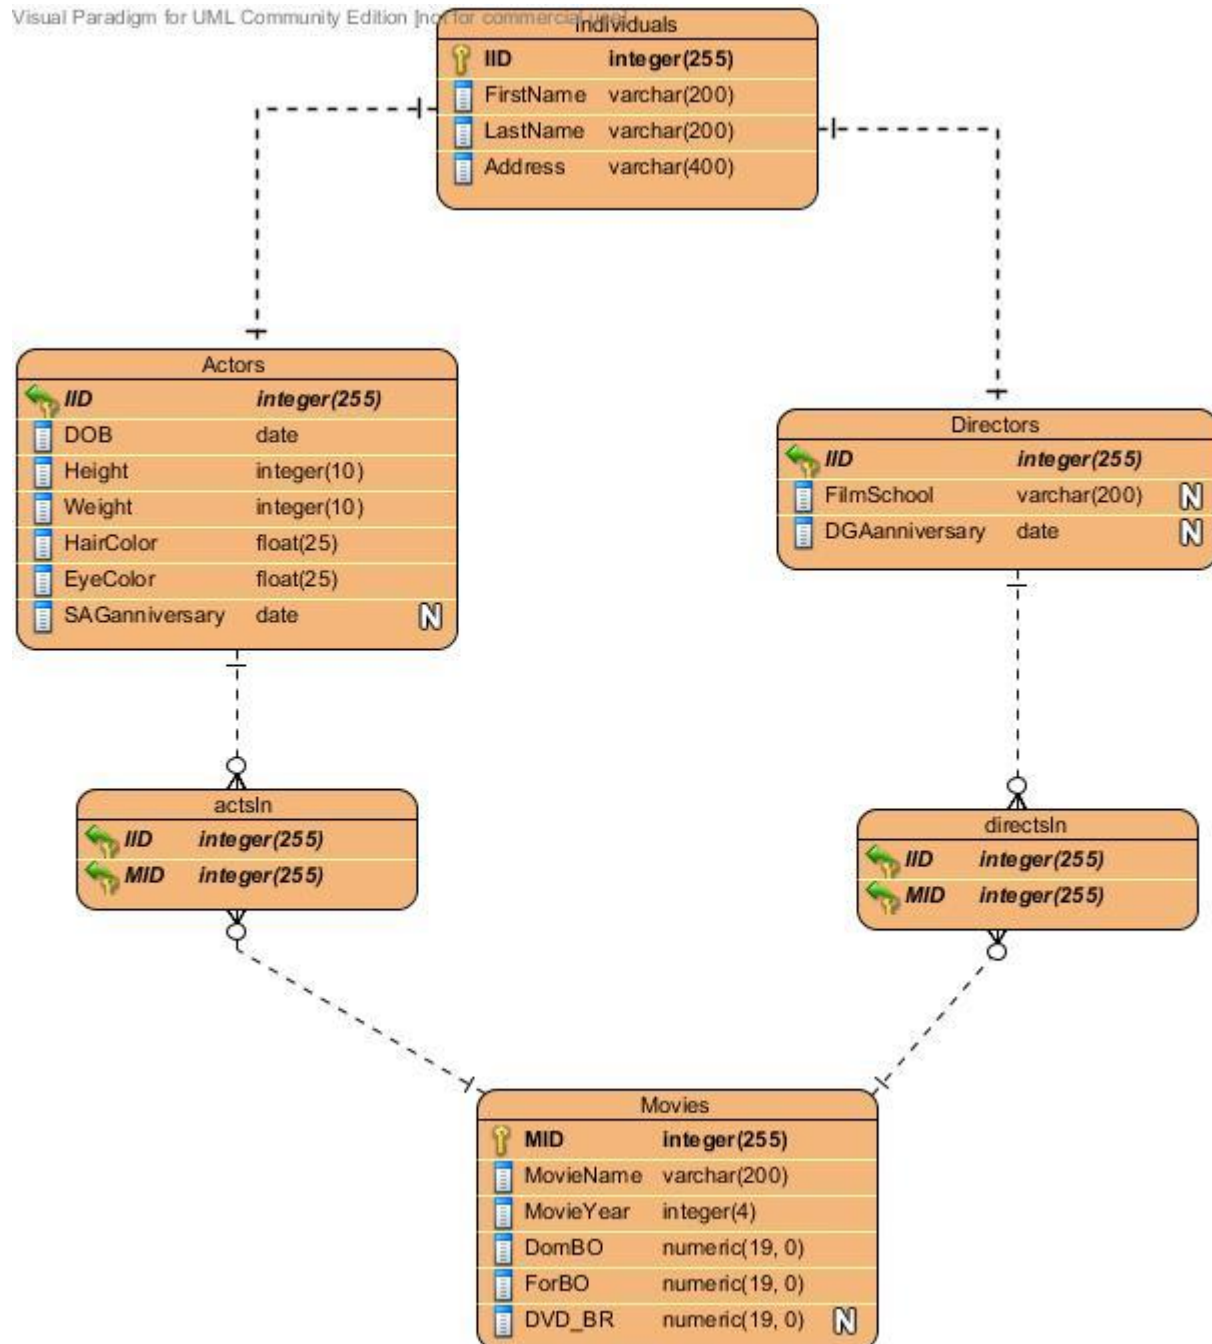 Visual Paradigm for UML Community Edition [not for commercial use]
Individuals
IID integer(255)
FirstName varchar(200)
LastName varchar(200)
Address varchar(400)
Actors
IID integer(255)
DOB date
Height integer(10)
Weight integer(10)
HairColor float(25)
EyeColor float(25)
SAGanniversary date N
Directors
IID integer(255)
FilmSchool varchar(200) N
DGAanniversary date N
actsIn
IID integer(255)
MID integer(255)
directsIn
IID integer(255)
MID integer(255)
Movies
MID integer(255)
MovieName varchar(200)
MovieYear integer(4)
DomBO numeric(19, 0)
ForBO numeric(19, 0)
DVD_BR numeric(19, 0) N